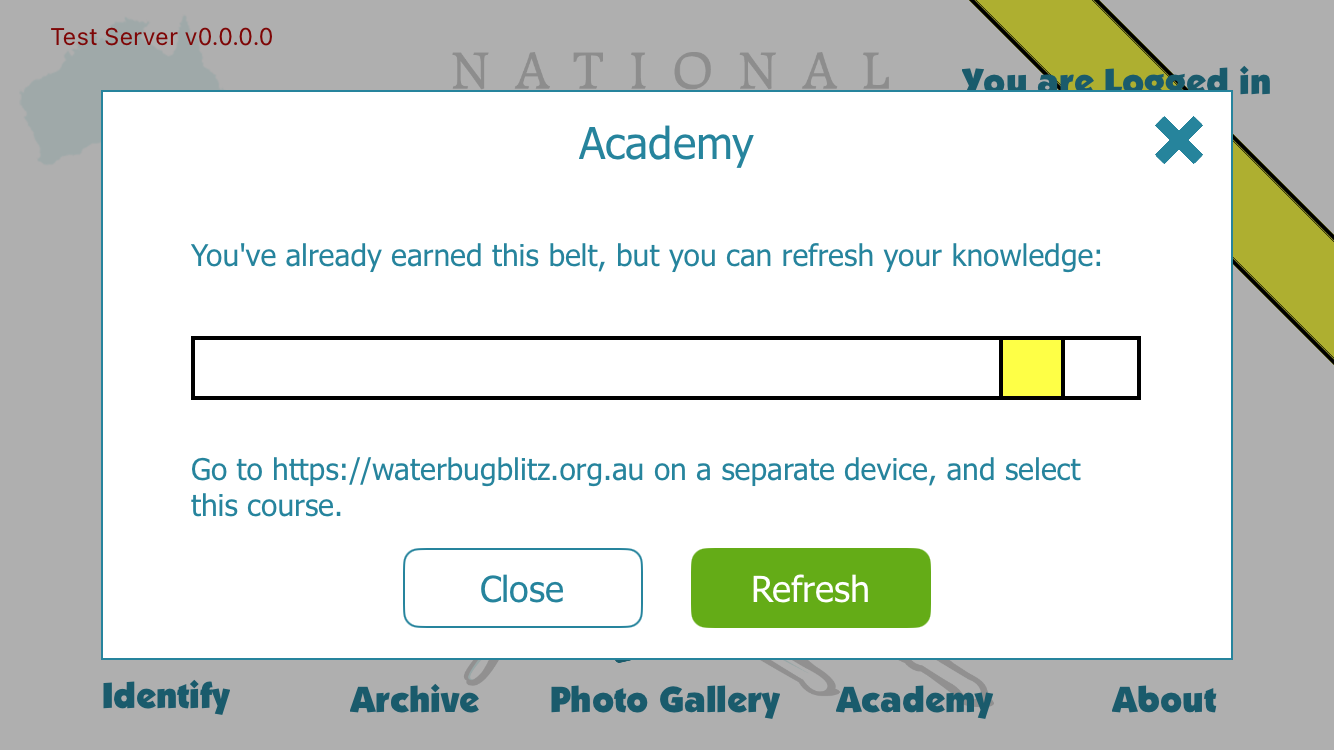 Test Server v0.0.0.0
NATIONAL
You are Logged in
Academy
You've already earned this belt, but you can refresh your knowledge:
Go to https://waterbugblitz.org.au on a separate device, and select
this course.
Close
Refresh
Identify
Archive
Photo Gallery
Academy
About